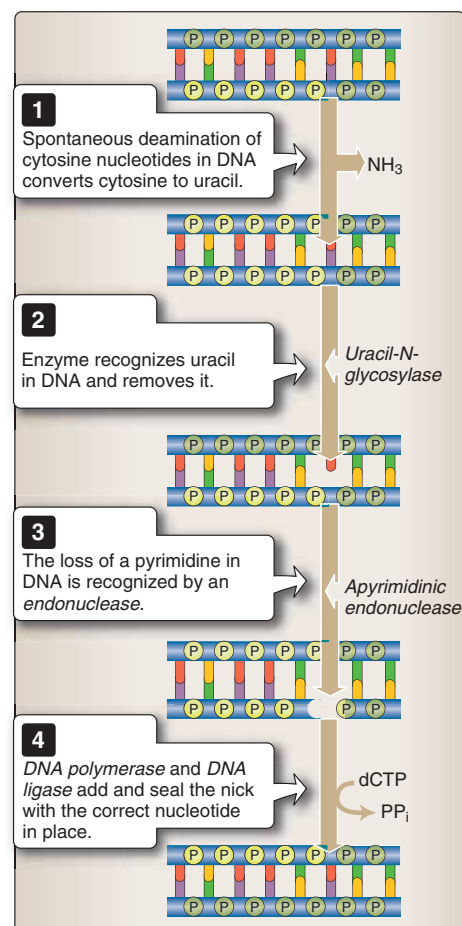 P P P P P P P
P P P P P P P
1
Spontaneous deamination of
cytosine nucleotides in DNA
converts cytosine to uracil.
NH3
P P P P P P P
P P P P P P P
2
Enzyme recognizes uracil
in DNA and removes it.
Uracil-N-
glycosylase
P P P P P P P
P P P P P P P
3
The loss of a pyrimidine in
DNA is recognized by an
endonuclease.
Apyrimidinic
endonuclease
P P P P P P P
P P P P P P
4
DNA polymerase and DNA
ligase add and seal the nick
with the correct nucleotide
in place.
dCTP
PPi
P P P P P P P
P P P P P P P